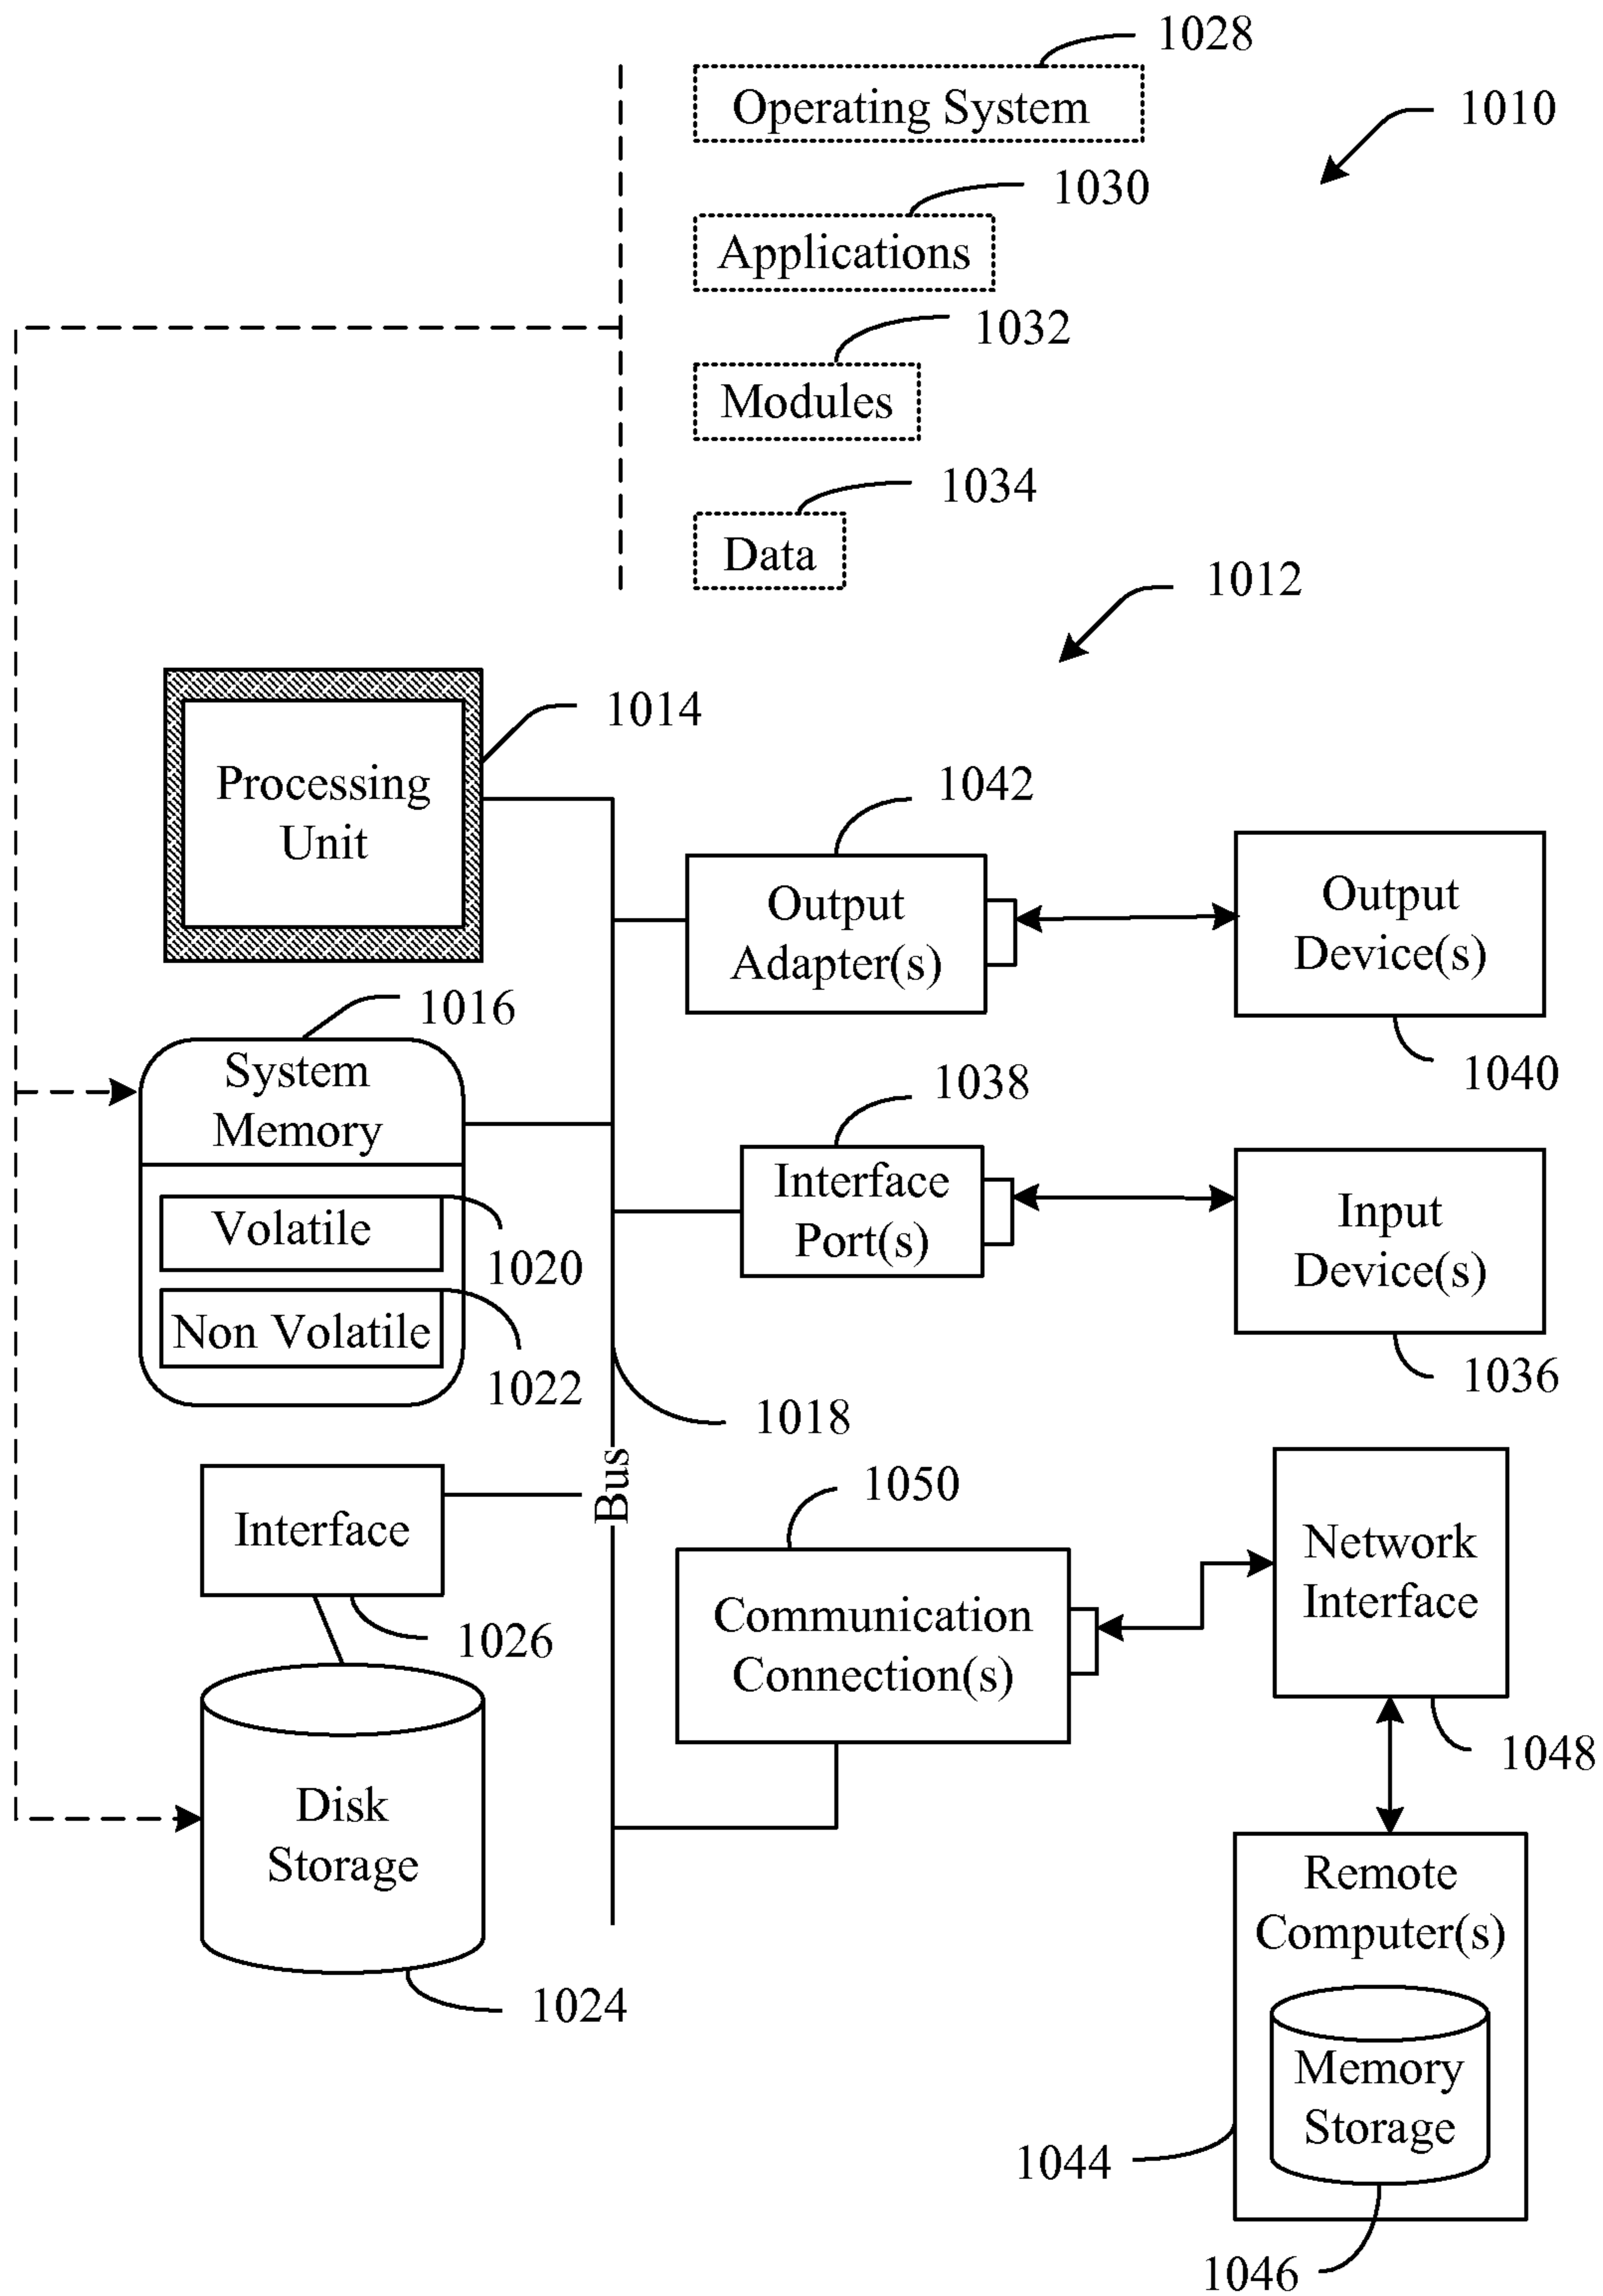 1028
Operating System
1010
1030
Applications
1032
Modules
1034
Data
1012
1014
Processing
Unit
1042
Output
Adapter(s)
Output
Device(s)
1040
1016
System
Memory
Volatile
1020
Non Volatile
1022
1038
Interface
Port(s)
Input
Device(s)
1036
1018
Bus
Interface
1026
1050
Communication
Connection(s)
Network
Interface
1048
Disk
Storage
1024
Remote
Computer(s)
Memory
Storage
1044
1046